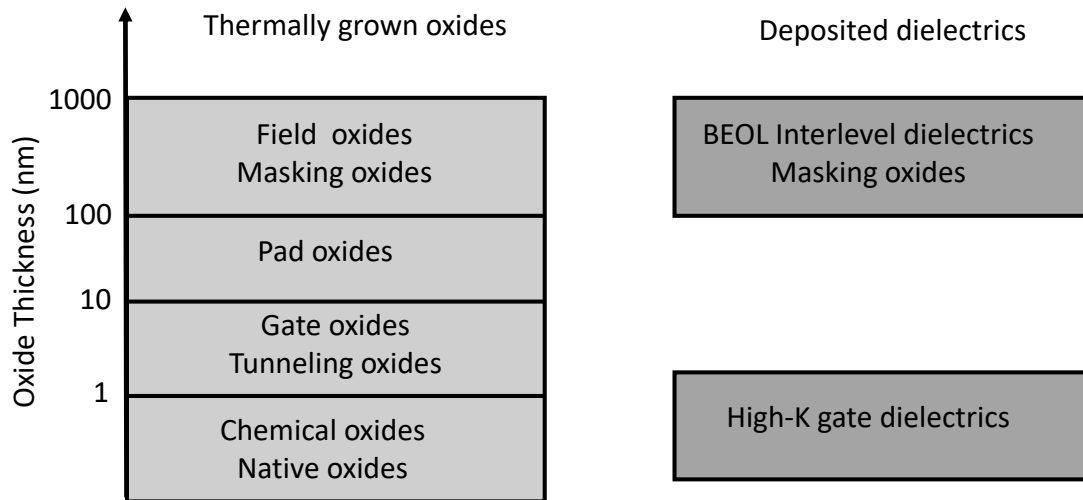 Thermally grown oxides
Deposited dielectrics
Oxide Thickness (nm)
1000
Field oxides
Masking oxides
BEOL Interlevel dielectrics
Masking oxides
100
Pad oxides
10
Gate oxides
Tunneling oxides
1
Chemical oxides
Native oxides
High-K gate dielectrics